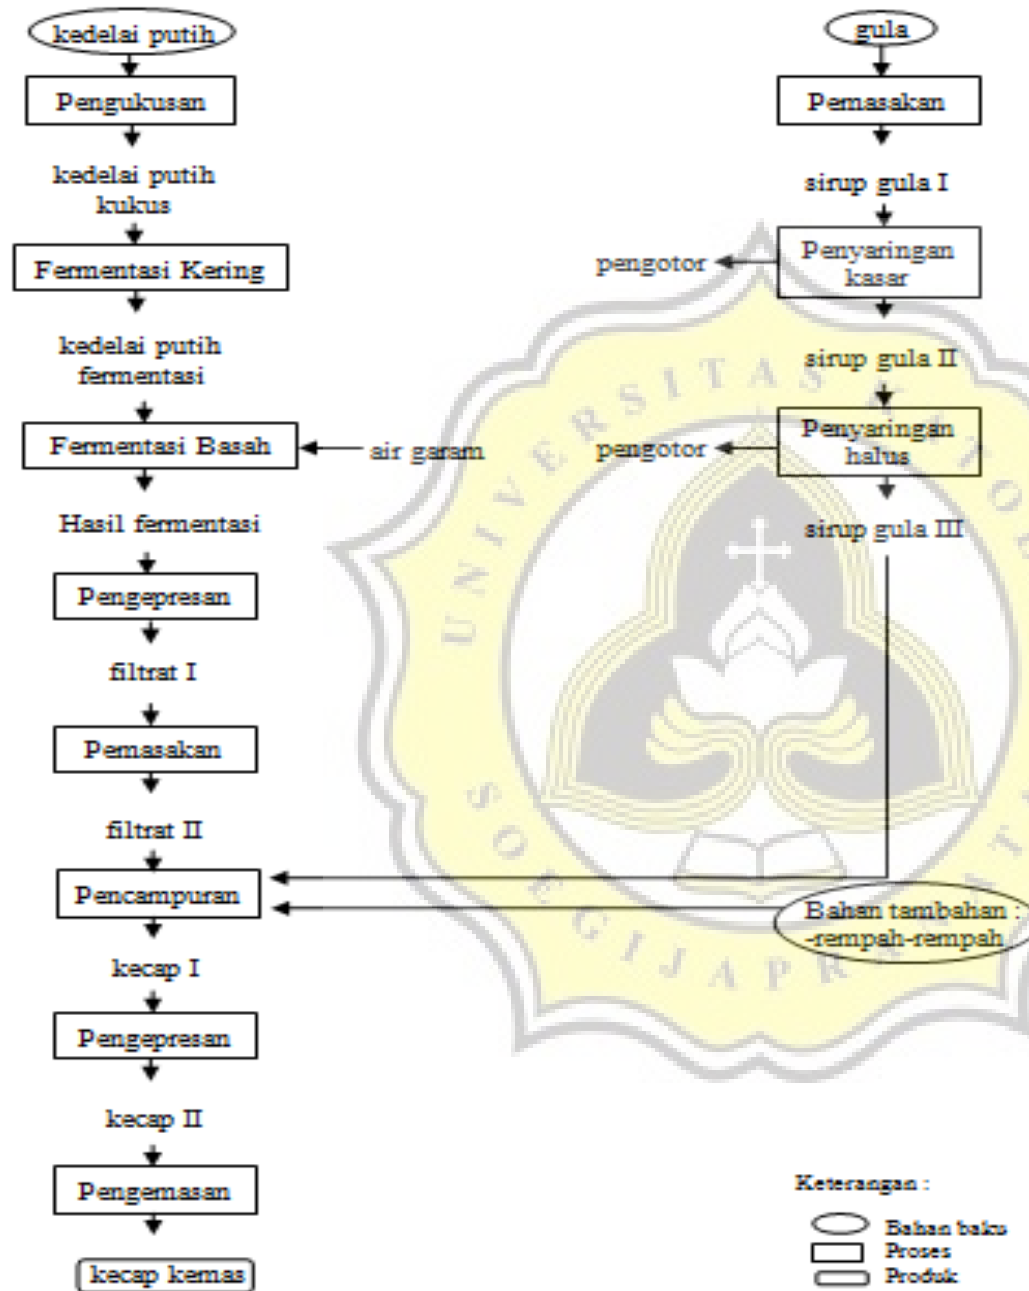 kedelai putih
Pengukusan
kedelai putih
kukus
Fermentasi Kering
kedelai putih
fermentasi
Fermentasi Basah
air garam
Hasil fermentasi
Pengepresan
filtrat I
Pemasakan
filtrat II
Pencampuran
kecap I
Pengepresan
kecap II
Pengemasan
kecap kemas
gula
Pemasakan
sirup gula I
Penyaringan
kasar
pengotor
sirup gula II
Penyaringan
halus
pengotor
sirup gula III
Bahan tambahan :
-rempah-rempah
Keterangan :
Bahan baku
Proses
Produk
UNIVERSITAS
SOEGIJAPRANATA